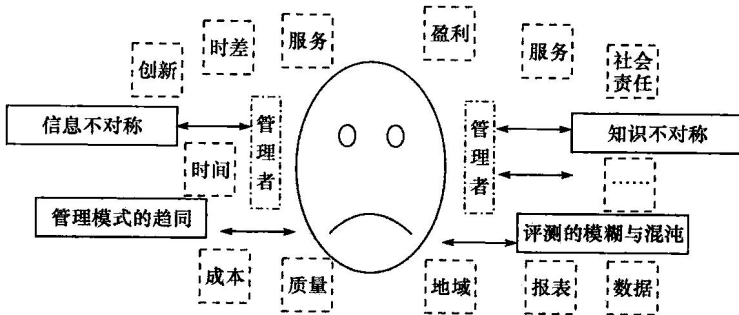 盈利
时差
服务
服务
创新
社会
责任
信息不对称
管
理
者
管
理
者
知识不对称
时间
……
管理模式的趋同
评测的模糊与混沌
成本
质量
地域
报表
数据